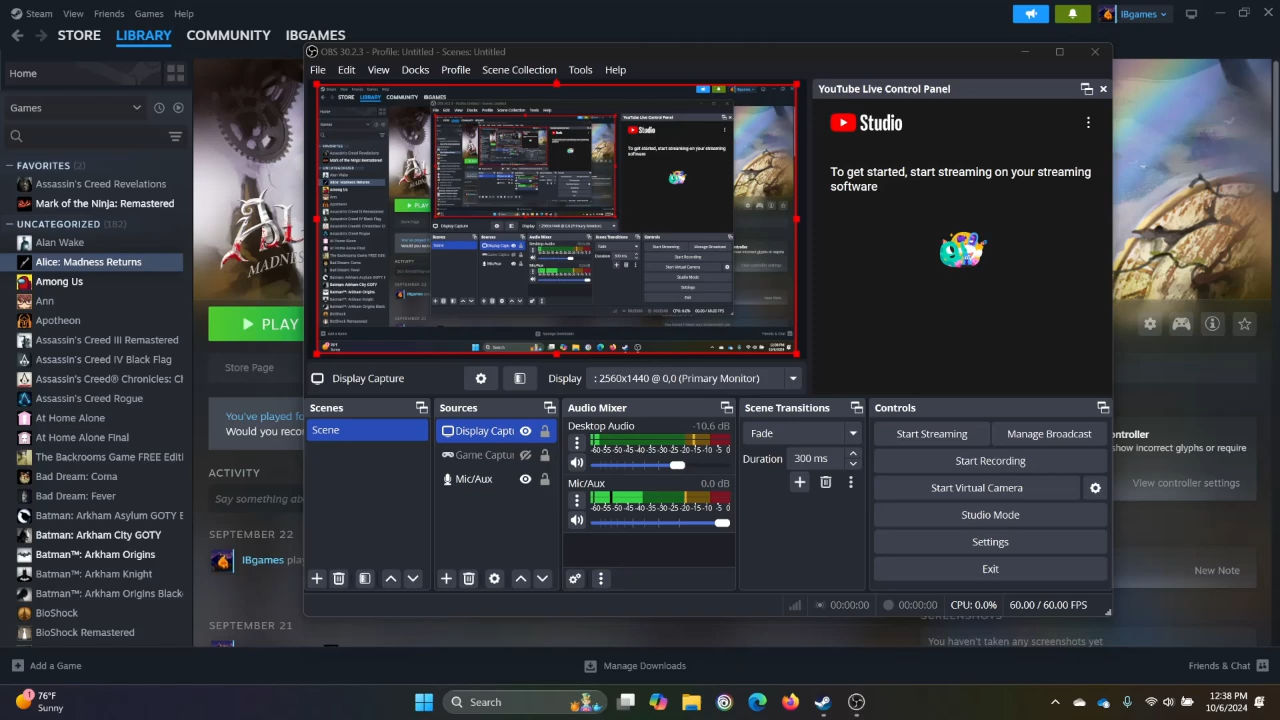 Steam View Friends Games Help
IBgames
STORE LIBRARY COMMUNITY IBGAMES
OBS 30.2.3 - Profile: Untitled - Scenes: Untitled
Home
File Edit View Docks Profile Scene Collection Tools Help
YouTube Live Control Panel
Studio
To get started, start streaming on your streaming
software
FAVORITES
Assassin's Creed Revelations
Mark of the Ninja: Remastered
(182)
Alan Wake
Madness Returns
Among Us
Ann
Apotheon
Assassin's Creed III Remastered
Assassin's Creed IV Black Flag
Assassin's Creed® Chronicles: Ch
Assassin's Creed Rogue
At Home Alone
At Home Alone Final
The Backrooms Game FREE Editi
Bad Dream: Coma
Bad Dream: Fever
Batman: Arkham Asylum GOTY E
Batman: Arkham City GOTY
Batman™: Arkham Origins
Batman™: Arkham Knight
Batman™: Arkham Origins Black
BioShock
BioShock Remastered
PLAY
Store Page
You've played fo
Would you recor
ACTIVITY
Say something abo
SEPTEMBER 22
IBgames pla
SEPTEMBER 21
Display Capture
Display : 2560x1440 @ 0,0 (Primary Monitor)
Scenes
Scene
Sources
Display Captu
Game Captur
Mic/Aux
Audio Mixer
Desktop Audio -10.6 dB
-60 -55 -50 -45 -40 -35 -30 -25 -20 -15 -10 -5 0
Mic/Aux 0.0 dB
-60 -55 -50 -45 -40 -35 -30 -25 -20 -15 -10 -5 0
Scene Transitions
Fade
Duration 300 ms
Controls
Start Streaming Manage Broadcast
Start Recording
Start Virtual Camera
Studio Mode
Settings
Exit
00:00:00 00:00:00 CPU: 0.0% 60.00 / 60.00 FPS
ontroller
show incorrect glyphs or require
View controller settings
New Note
SCREENSHOTS
You haven't taken any screenshots yet
Add a Game
Manage Downloads
Friends & Chat
76°F
Sunny
Search
12:38 PM
10/6/2024